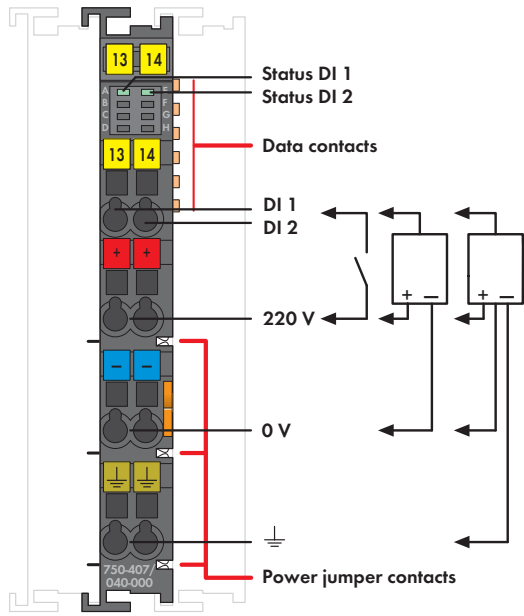 13 14
Status DI 1
A E
Status DI 2
B F
C G
D H
Data contacts
13 14
DI 1
DI 2
+ +
+ −
+ −
220 V
− −
0 V
750-407/
040-000
Power jumper contacts